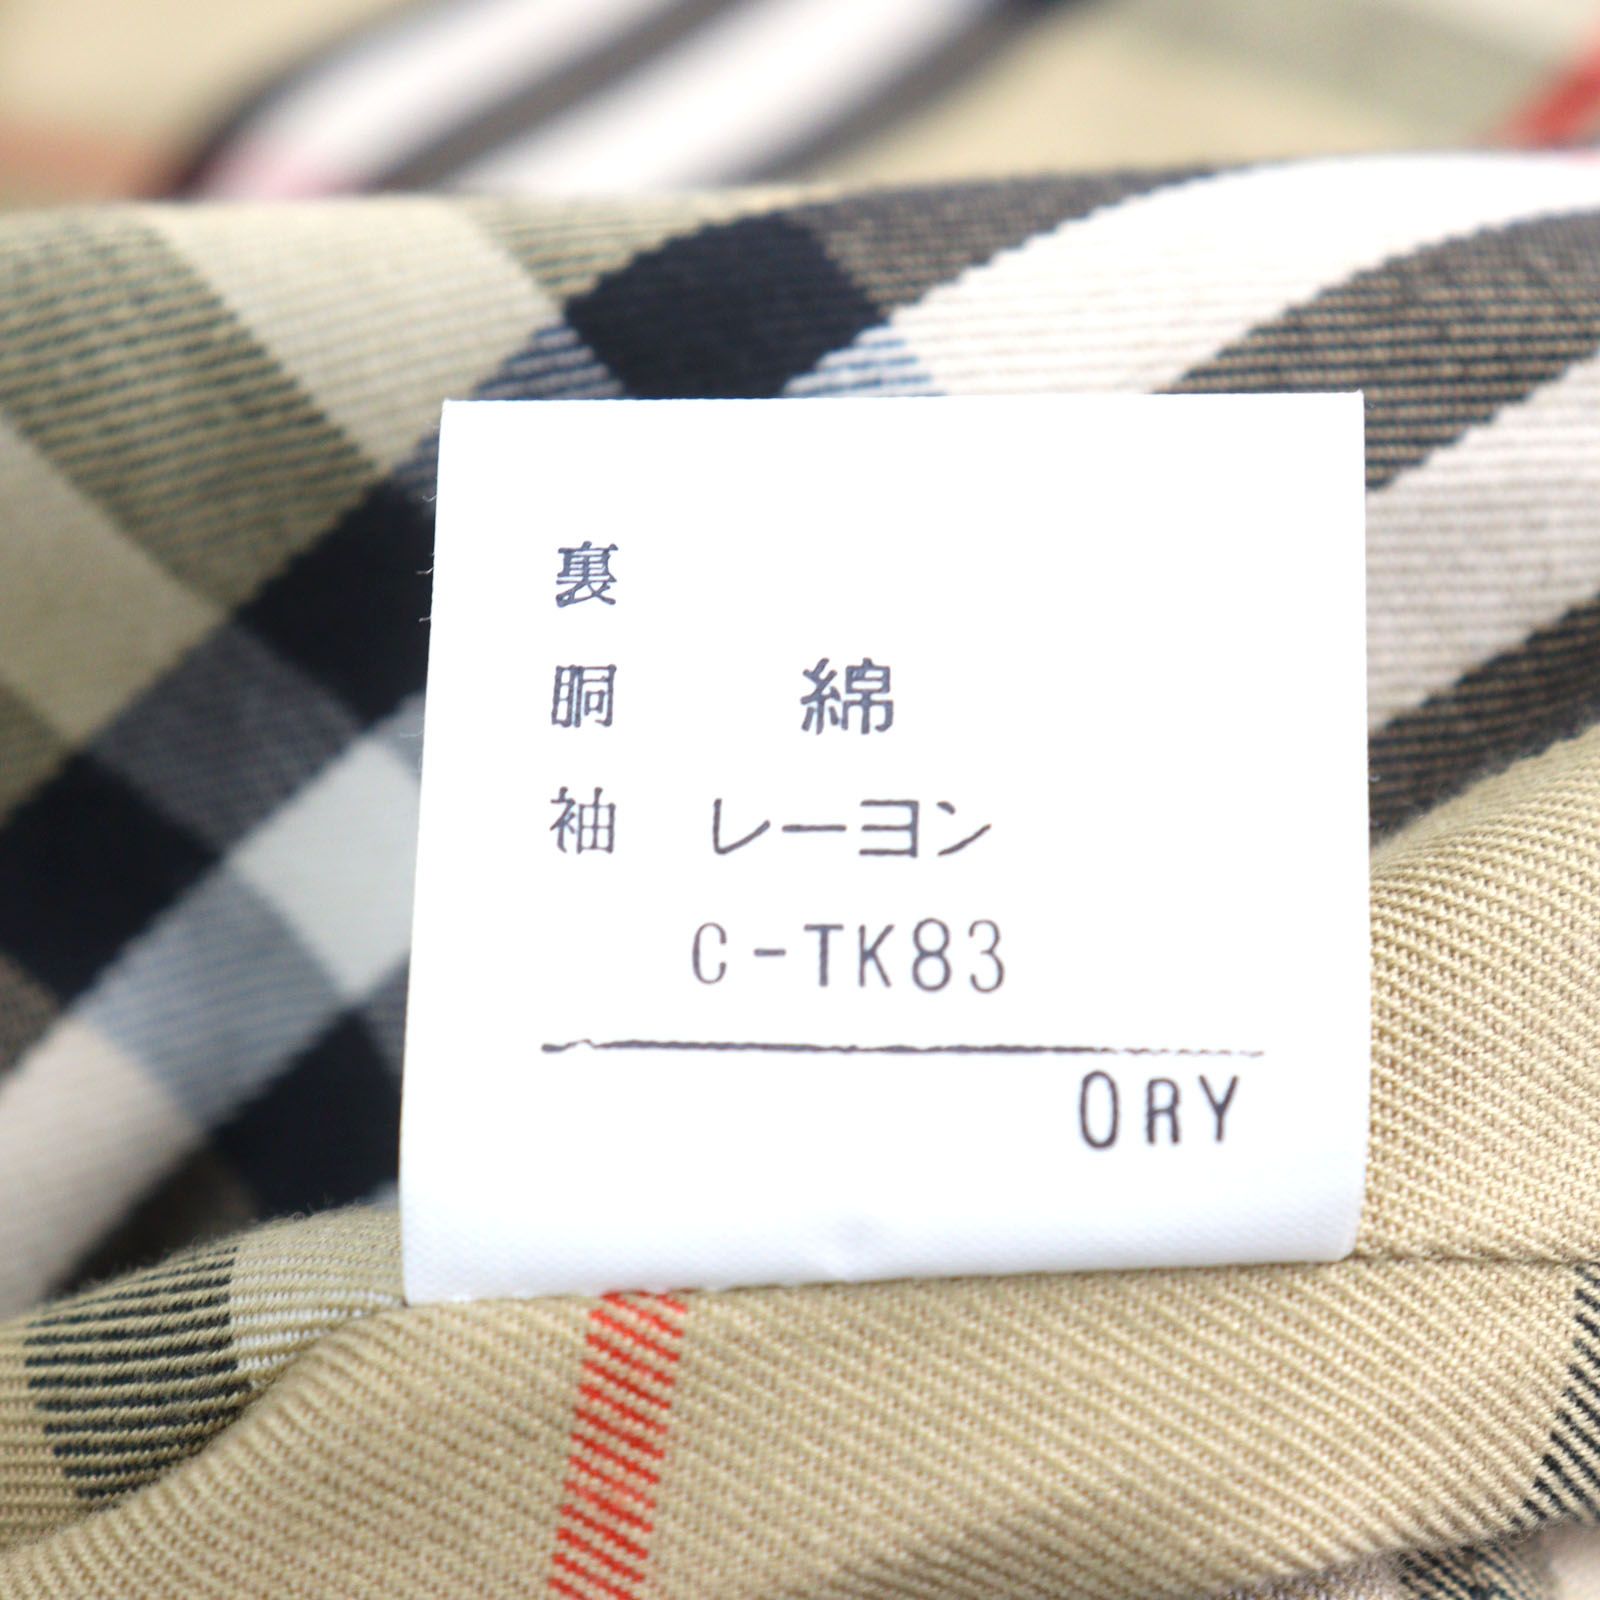 裏
胴 綿
袖 レーヨン
C-TK83
ORY